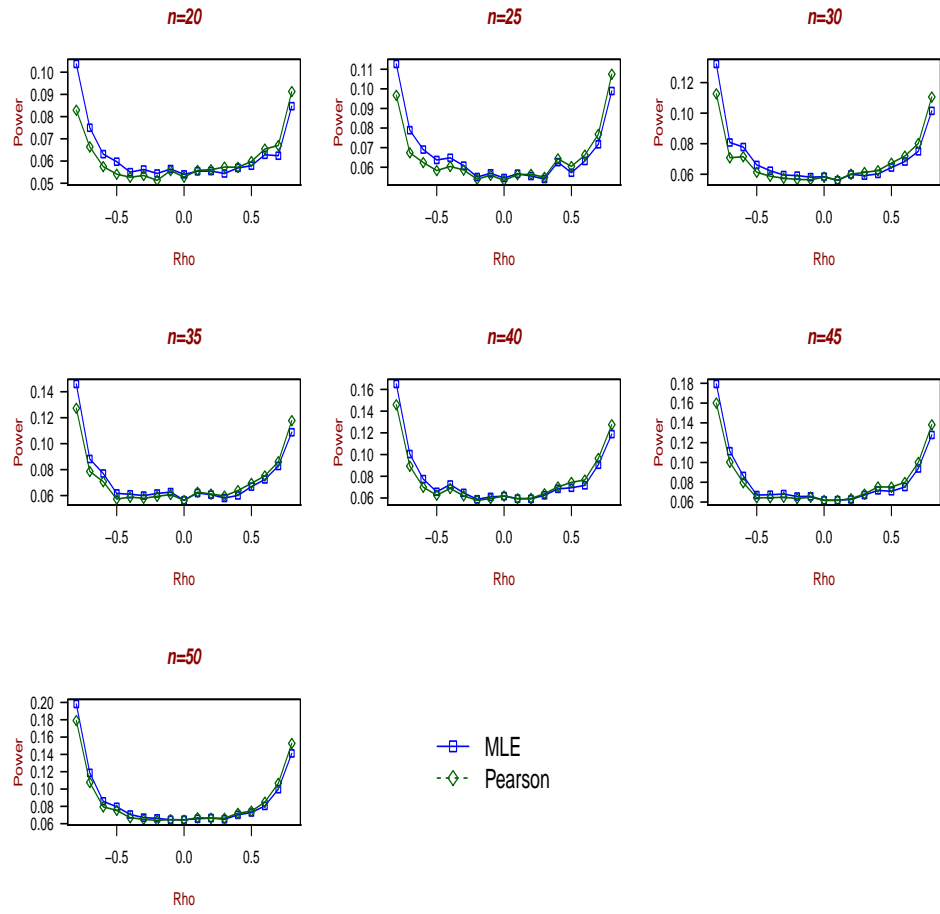 n=20
Power
0.10
0.09
0.08
0.07
0.06
0.05
−0.5
0.0
0.5
Rho
n=25
Power
0.11
0.10
0.09
0.08
0.07
0.06
−0.5
0.0
0.5
Rho
n=30
Power
0.12
0.10
0.08
0.06
−0.5
0.0
0.5
Rho
n=35
Power
0.14
0.12
0.10
0.08
0.06
−0.5
0.0
0.5
Rho
n=40
Power
0.16
0.14
0.12
0.10
0.08
0.06
−0.5
0.0
0.5
Rho
n=45
Power
0.18
0.16
0.14
0.12
0.10
0.08
0.06
−0.5
0.0
0.5
Rho
n=50
Power
0.20
0.18
0.16
0.14
0.12
0.10
0.08
0.06
−0.5
0.0
0.5
Rho
MLE
Pearson